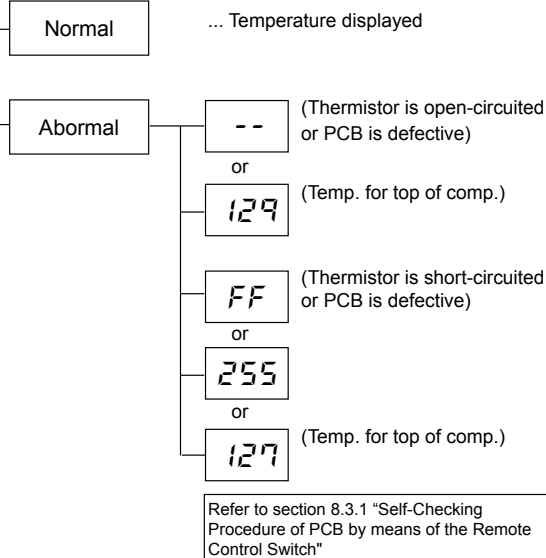 Normal
... Temperature displayed
Abormal
--
(Thermistor is open-circuited
or PCB is defective)
or
129
(Temp. for top of comp.)
FF
(Thermistor is short-circuited
or PCB is defective)
or
255
or
127
(Temp. for top of comp.)
Refer to section 8.3.1 “Self-Checking
Procedure of PCB by means of the Remote
Control Switch"